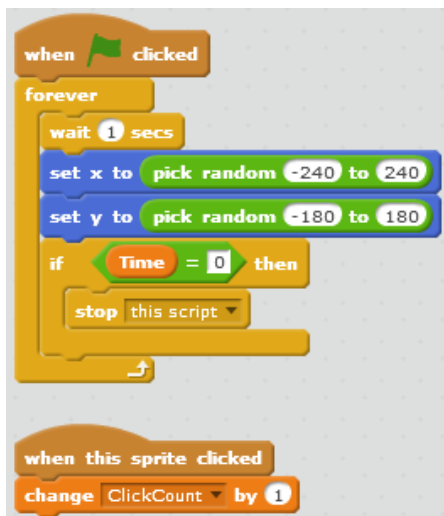 when clicked
forever
wait 1 secs
set x to pick random -240 to 240
set y to pick random -180 to 180
if Time = 0 then
stop this script
when this sprite clicked
change ClickCount by 1